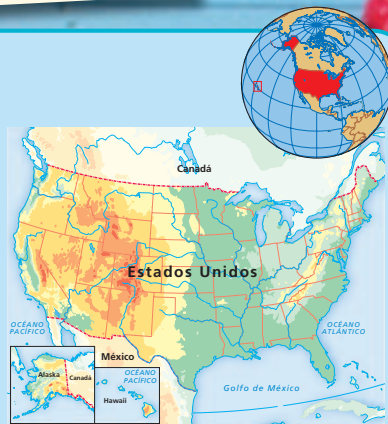 Canadá
Estados Unidos
OCÉANO
PACÍFICO
OCÉANO
ATLÁNTICO
México
Golfo de México
Alaska
Canadá
OCÉANO
PACÍFICO
Hawaii